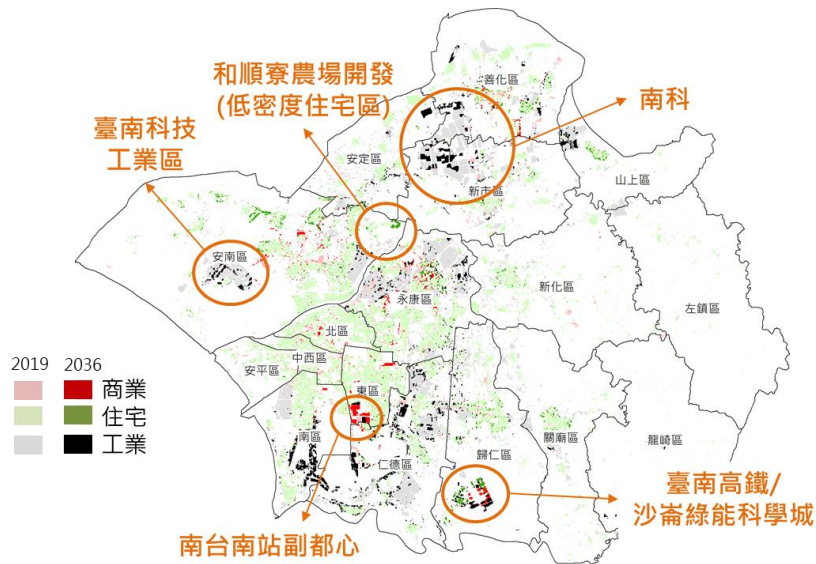 和順寮農場開發
(低密度住宅區)
南科
臺南科技
工業區
善化區
安定區
新市區
山上區
安南區
永康區
新化區
左鎮區
北區
中西區
安平區
東區
南區
仁德區
歸仁區
關廟區
龍崎區
2019 2036
商業
住宅
工業
臺南高鐵/
沙崙綠能科學城
南台南站副都心